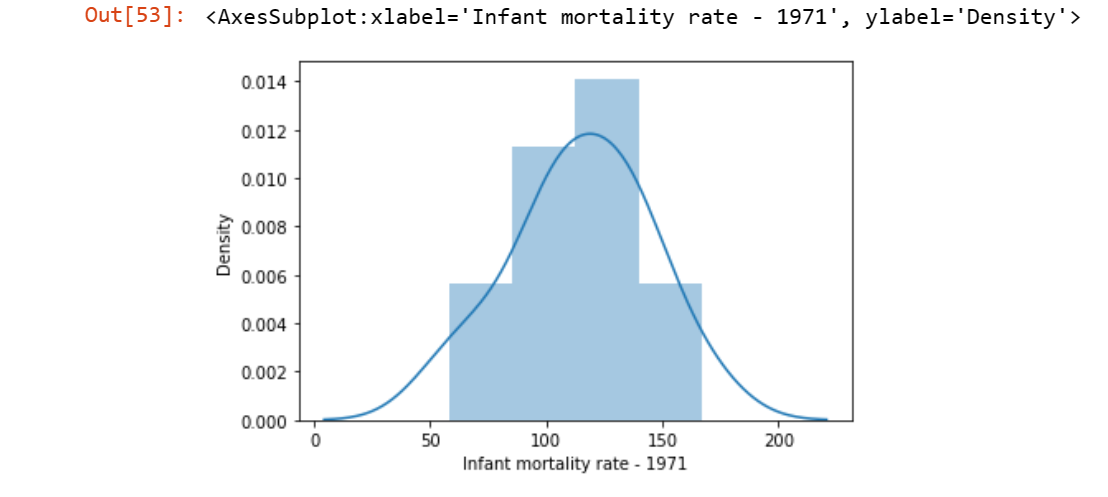 Out[53]: <AxesSubplot:xlabel='Infant mortality rate - 1971', ylabel='Density'>
0.014
0.012
0.010
0.008
0.006
0.004
0.002
0.000
Density
0 50 100 150 200
Infant mortality rate - 1971